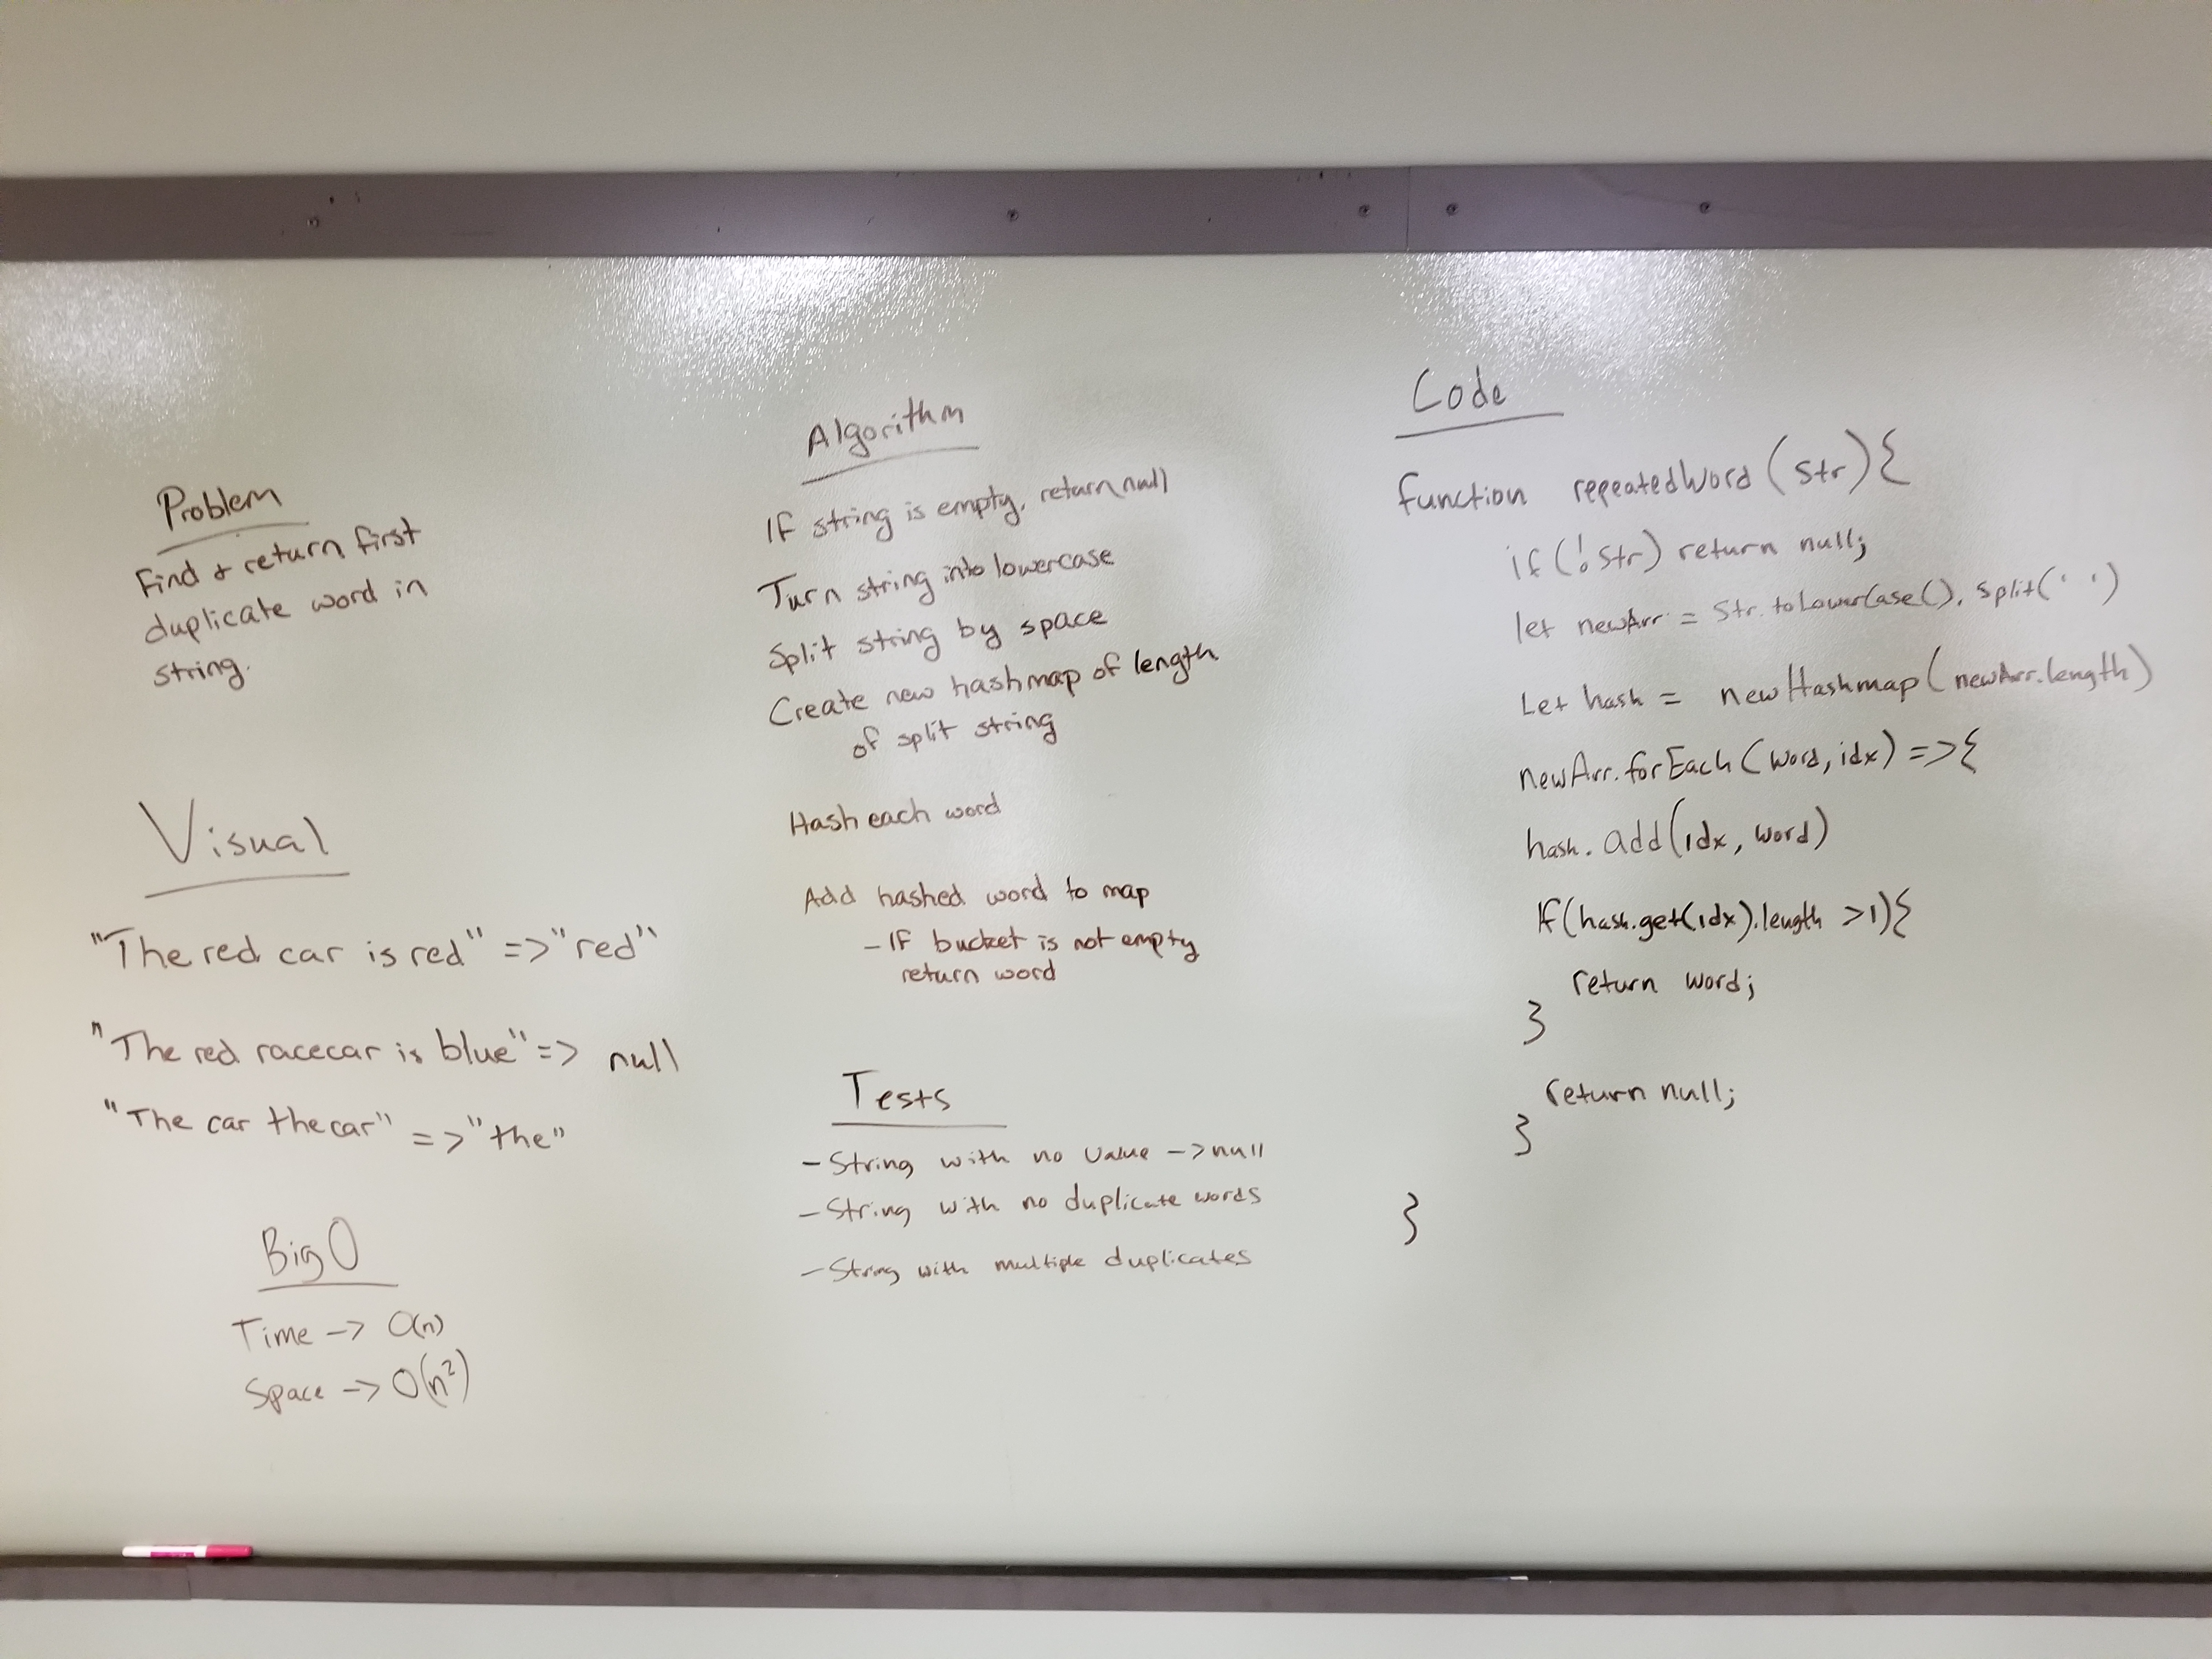 Problem
Find & return first
duplicate word in
string.
Visual
"The red car is red" => "red"
"The red racecar is blue" => null
"The car the car" => "the"
Big O
Time -> O(n)
Space -> O(n²)
Algorithm
If string is empty, return null
Turn string into lowercase
Split string by space
Create new hashmap of length
of split string
Hash each word
Add hashed word to map
- If bucket is not empty
return word
Tests
- String with no value -> null
- String with no duplicate words
- String with multiple duplicates
Code
function repeatedWord (str){
if (!str) return null;
let newArr = str.toLowerCase().split(' ')
Let hash = new Hashmap(newArr.length)
newArr.forEach(word, idx) => {
hash.add(idx, word)
If(hash.get(idx).length >1){
return word;
}
return null;
}
}